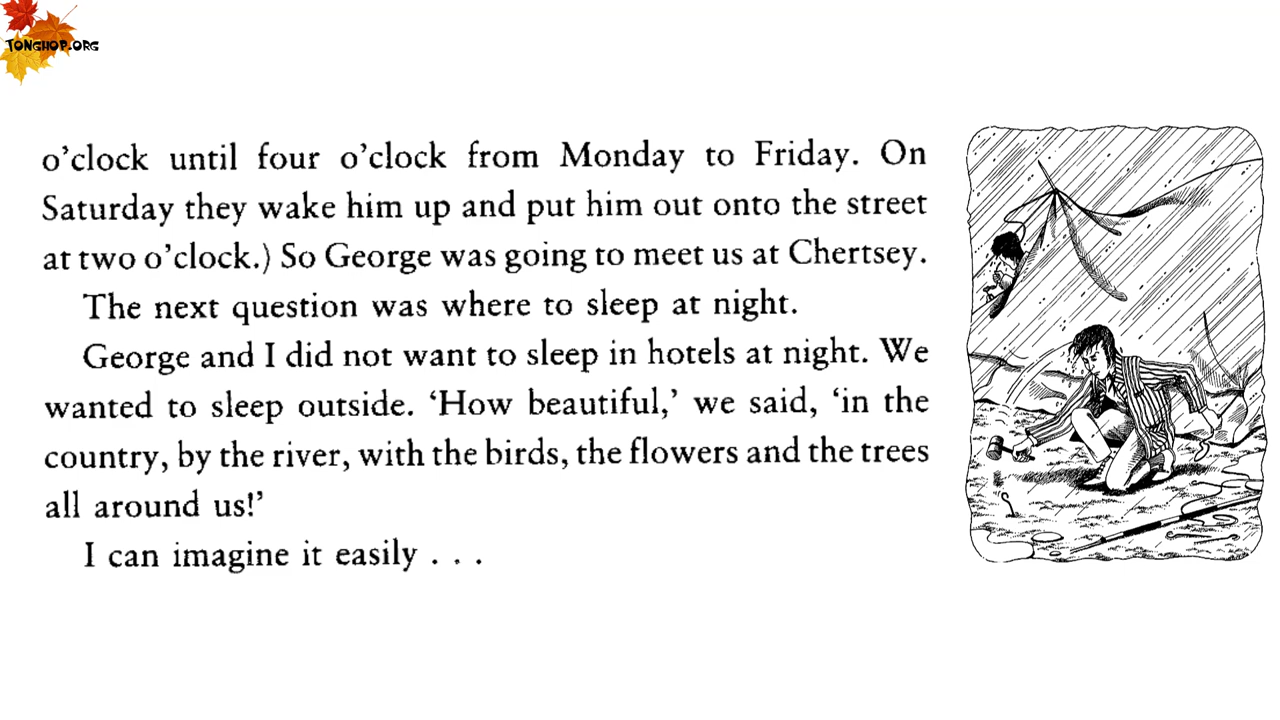 TONGHOP.ORG
o’clock until four o’clock from Monday to Friday. On
Saturday they wake him up and put him out onto the street
at two o’clock.) So George was going to meet us at Chertsey.
The next question was where to sleep at night.
George and I did not want to sleep in hotels at night. We
wanted to sleep outside. ‘How beautiful,’ we said, ‘in the
country, by the river, with the birds, the flowers and the trees
all around us!’
I can imagine it easily . . .